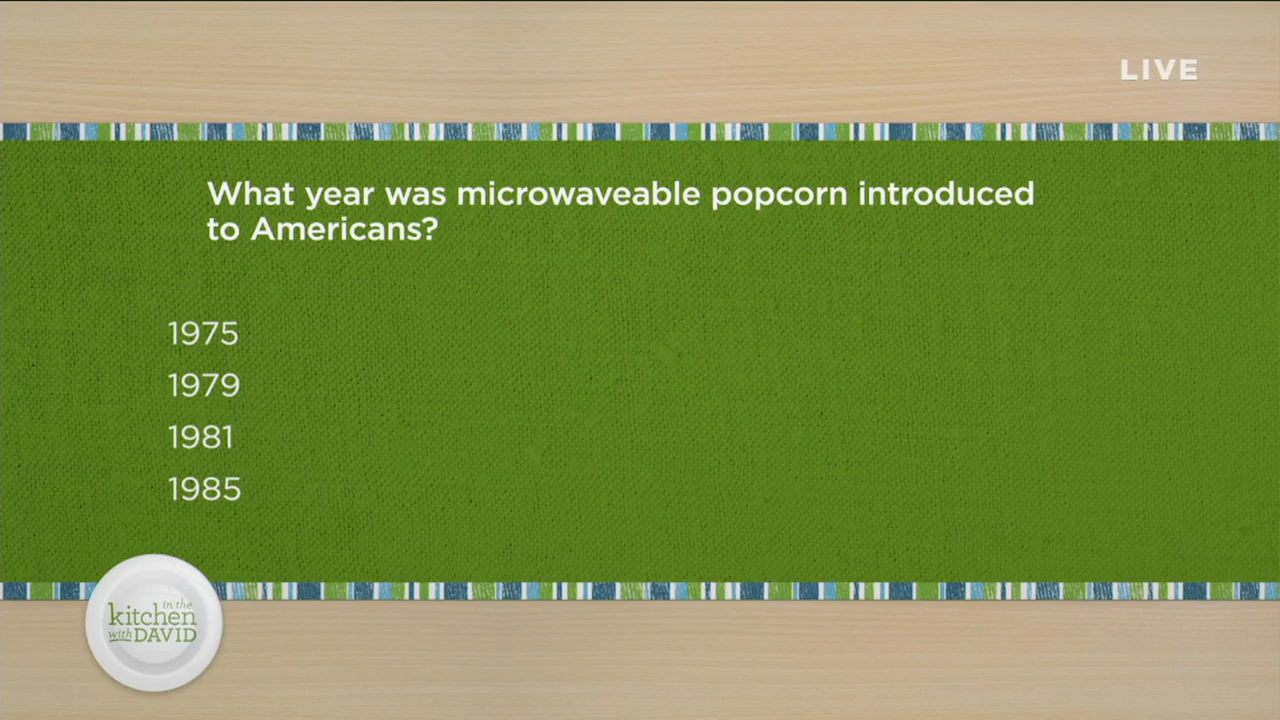 LIVE
What year was microwaveable popcorn introduced
to Americans?
1975
1979
1981
1985
in the
kitchen
with DAVID